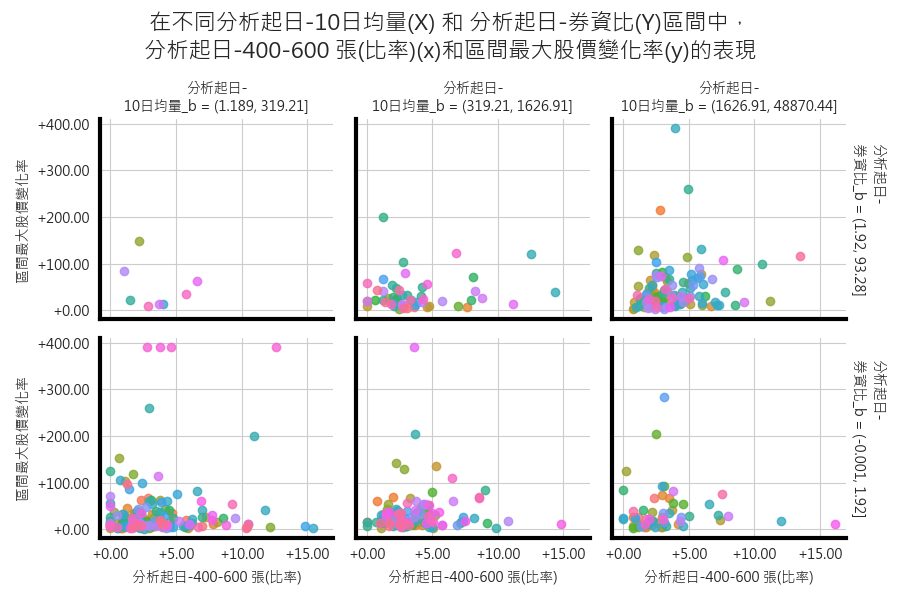 在不同分析起日-10日均量(X) 和 分析起日-券資比(Y)區間中，
分析起日-400-600 張(比率)(x)和區間最大股價變化率(y)的表現
分析起日-
10日均量_b = (1.189, 319.21]
分析起日-
10日均量_b = (319.21, 1626.91]
分析起日-
10日均量_b = (1626.91, 48870.44]
+400.00
+300.00
+200.00
+100.00
+0.00
區間最大股價變化率
分析起日-
券資比_b = (1.92, 93.28]
+400.00
+300.00
+200.00
+100.00
+0.00
區間最大股價變化率
分析起日-
券資比_b = (-0.001, 1.92]
+0.00 +5.00 +10.00 +15.00
+0.00 +5.00 +10.00 +15.00
+0.00 +5.00 +10.00 +15.00
分析起日-400-600 張(比率)
分析起日-400-600 張(比率)
分析起日-400-600 張(比率)